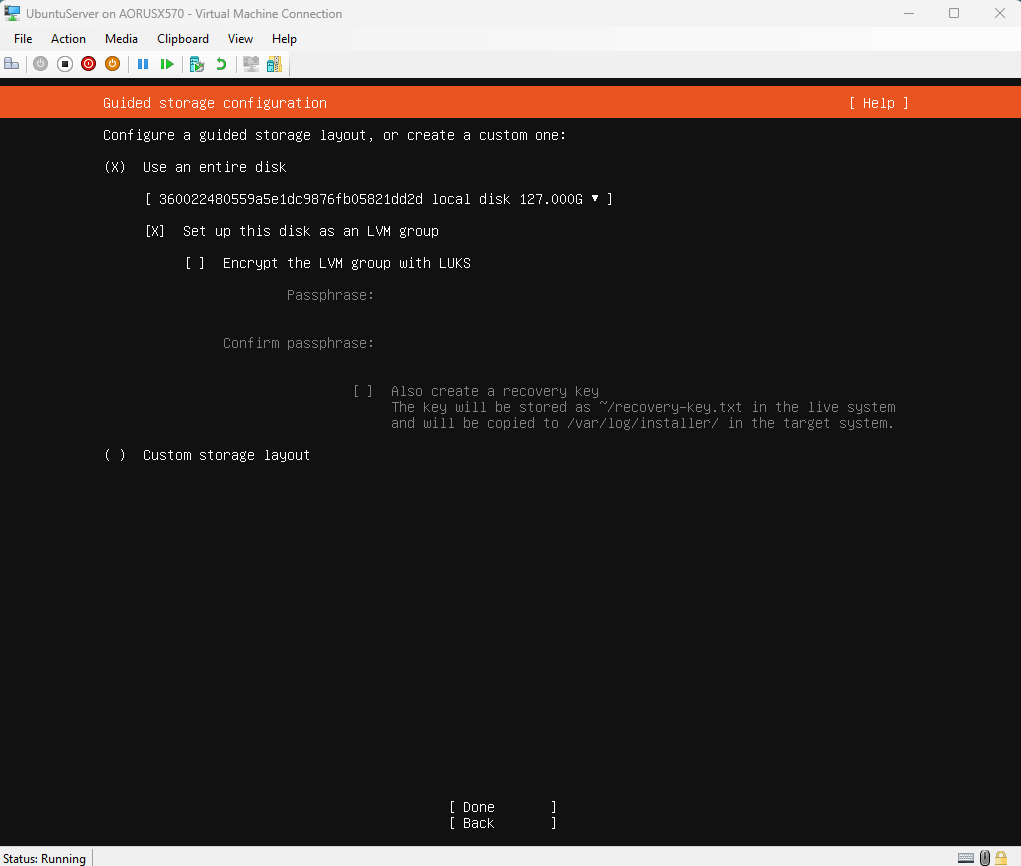 UbuntuServer on AORUSX570 - Virtual Machine Connection
File Action Media Clipboard View Help
Guided storage configuration [ Help ]
Configure a guided storage layout, or create a custom one:
(X) Use an entire disk
[ 360022480559a5e1dc9876fb05821dd2d local disk 127.000G ▾ ]
[X] Set up this disk as an LVM group
[ ] Encrypt the LVM group with LUKS
Passphrase:
Confirm passphrase:
[ ] Also create a recovery key
The key will be stored as ~/recovery-key.txt in the live system
and will be copied to /var/log/installer/ in the target system.
( ) Custom storage layout
[ Done ]
[ Back ]
Status: Running